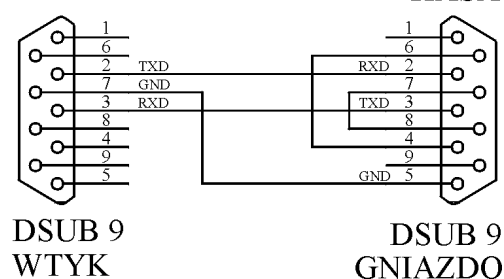 1 1
6 6
2 TXD RXD 2
7 GND 7
3 RXD TXD 3
8 8
4 4
9 9
5 GND 5
DSUB 9 DSUB 9
WTYK GNIAZDO